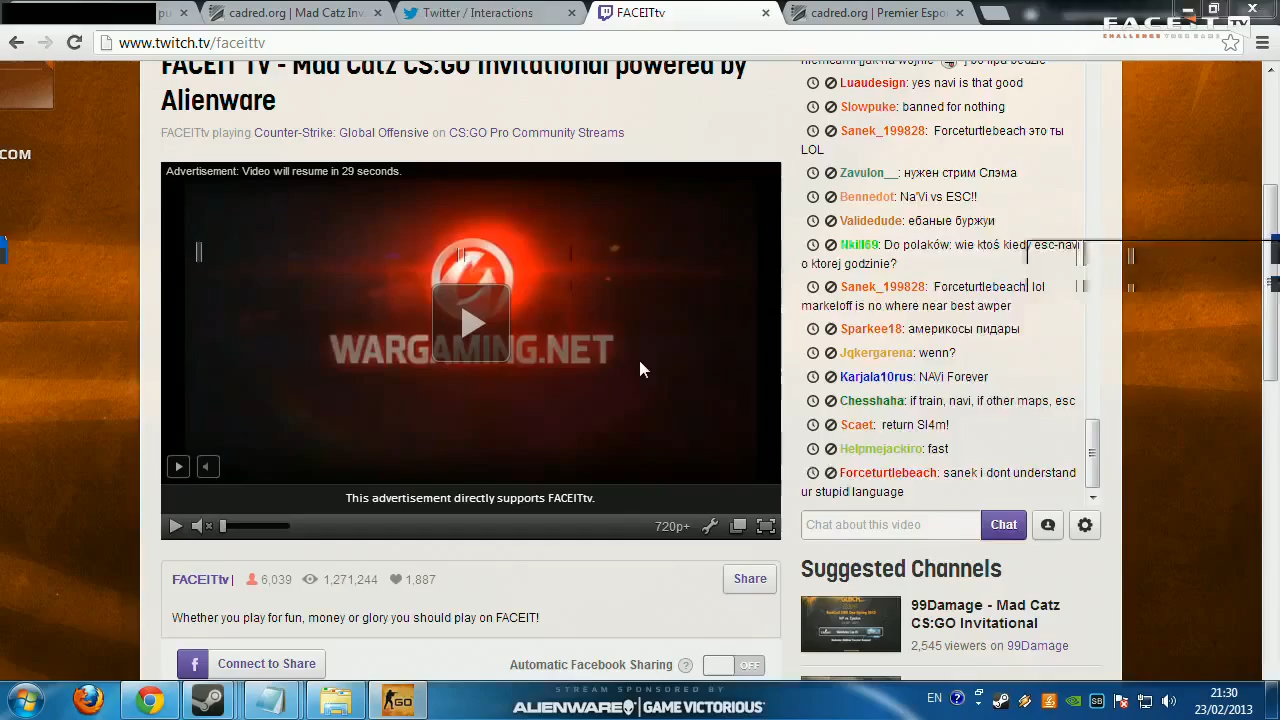 cadred.org | Mad Catz Inv
Twitter / 
FACEITtv
cadred.org | Premier Espo
FACEIT TV
CHALLENGE YOUR GAME
www.twitch.tv/faceittv
FACEIT TV - Mad Catz CS:GO Invitational powered by
Alienware
FACEITtv playing Counter-Strike: Global Offensive on CS:GO Pro Community Streams
.COM
Advertisement: Video will resume in 29 seconds.
WARGAMING.NET
This advertisement directly supports FACEITtv.
720p+
FACEITtv | 6,039 1,271,244 1,887
Share
Whether you play for fun, money or glory you should play on FACEIT!
f Connect to Share
Automatic Facebook Sharing ? OFF
Luaudesign: yes navi is that good
Slowpuke: banned for nothing
Sanek_199828: Forceturtlebeach это ты
LOL
Zavulon__: нужен стрим Слэма
Bennedot: Na'Vi vs ESC!!
Validedude: ебаные буржуи
Nkill69: Do polaków: wie ktoś kiedy esc-navi
o ktorej godzinie?
Sanek_199828: Forceturtlebeach lol
markeloff is no where near best awper
Sparkee18: америкосы пидары
Jqkergarena: wenn?
Karjala10rus: NAVi Forever
Chesshaha: if train, navi, if other maps, esc
Scaet: return Sl4m!
Helpmejackiro: fast
Forceturtlebeach: sanek i dont understand
ur stupid language
Chat about this video
Chat
Suggested Channels
99Damage - Mad Catz
CS:GO Invitational
2,545 viewers on 99Damage
GO
STREAM SPONSORED BY
ALIENWARE | GAME VICTORIOUS
EN
SB
21:30
23/02/2013